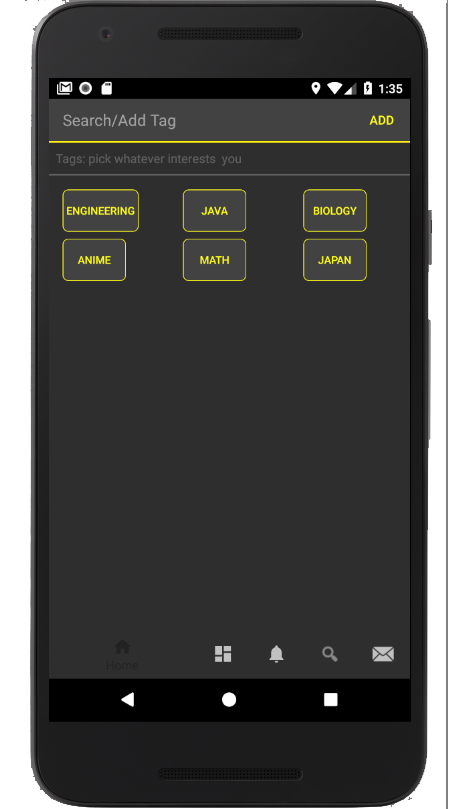 1:35
Search/Add Tag ADD
Tags: pick whatever interests you
ENGINEERING JAVA BIOLOGY
ANIME MATH JAPAN
Home